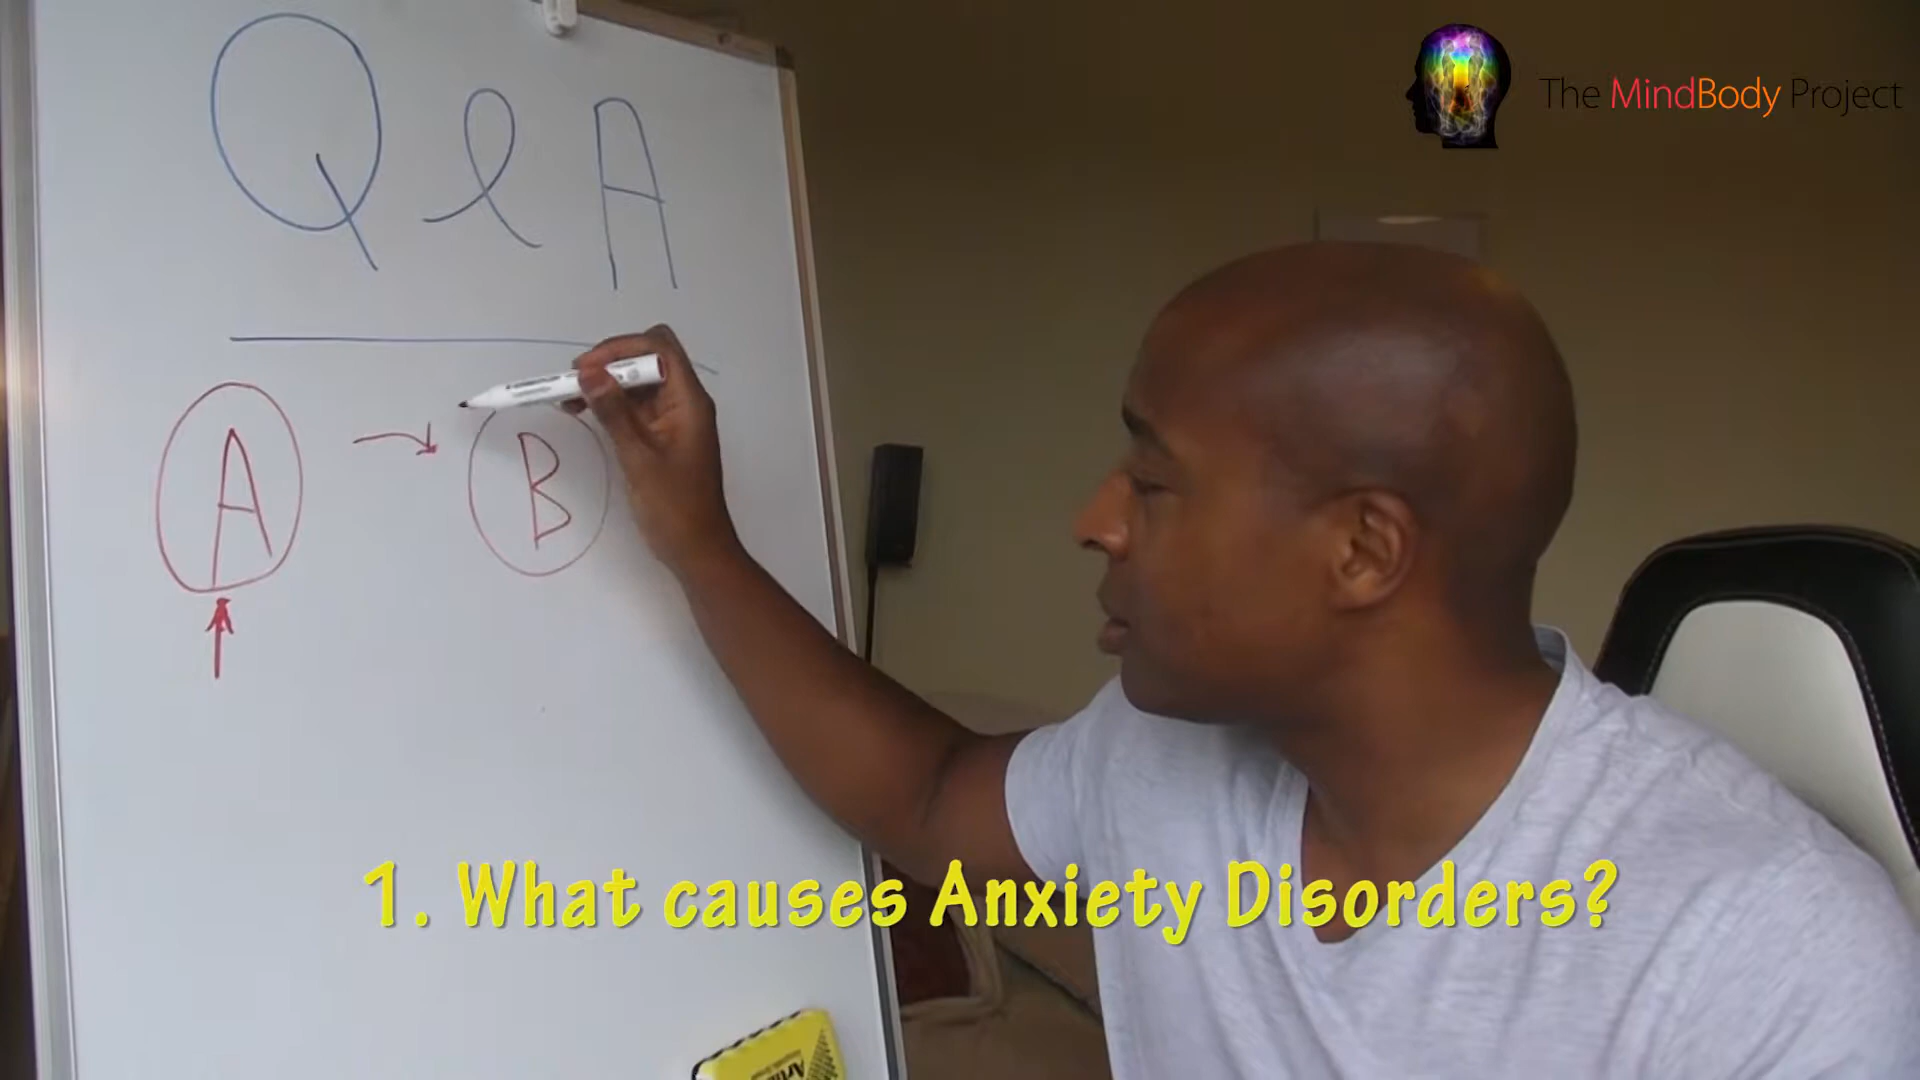 Q & A
The MindBody Project
A → B
1. What causes Anxiety Disorders?